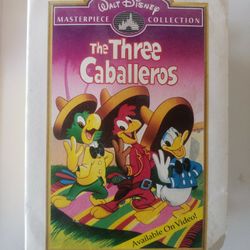 WALT DISNEY
MASTERPIECE COLLECTION
The Three
Caballeros
Available On Video!